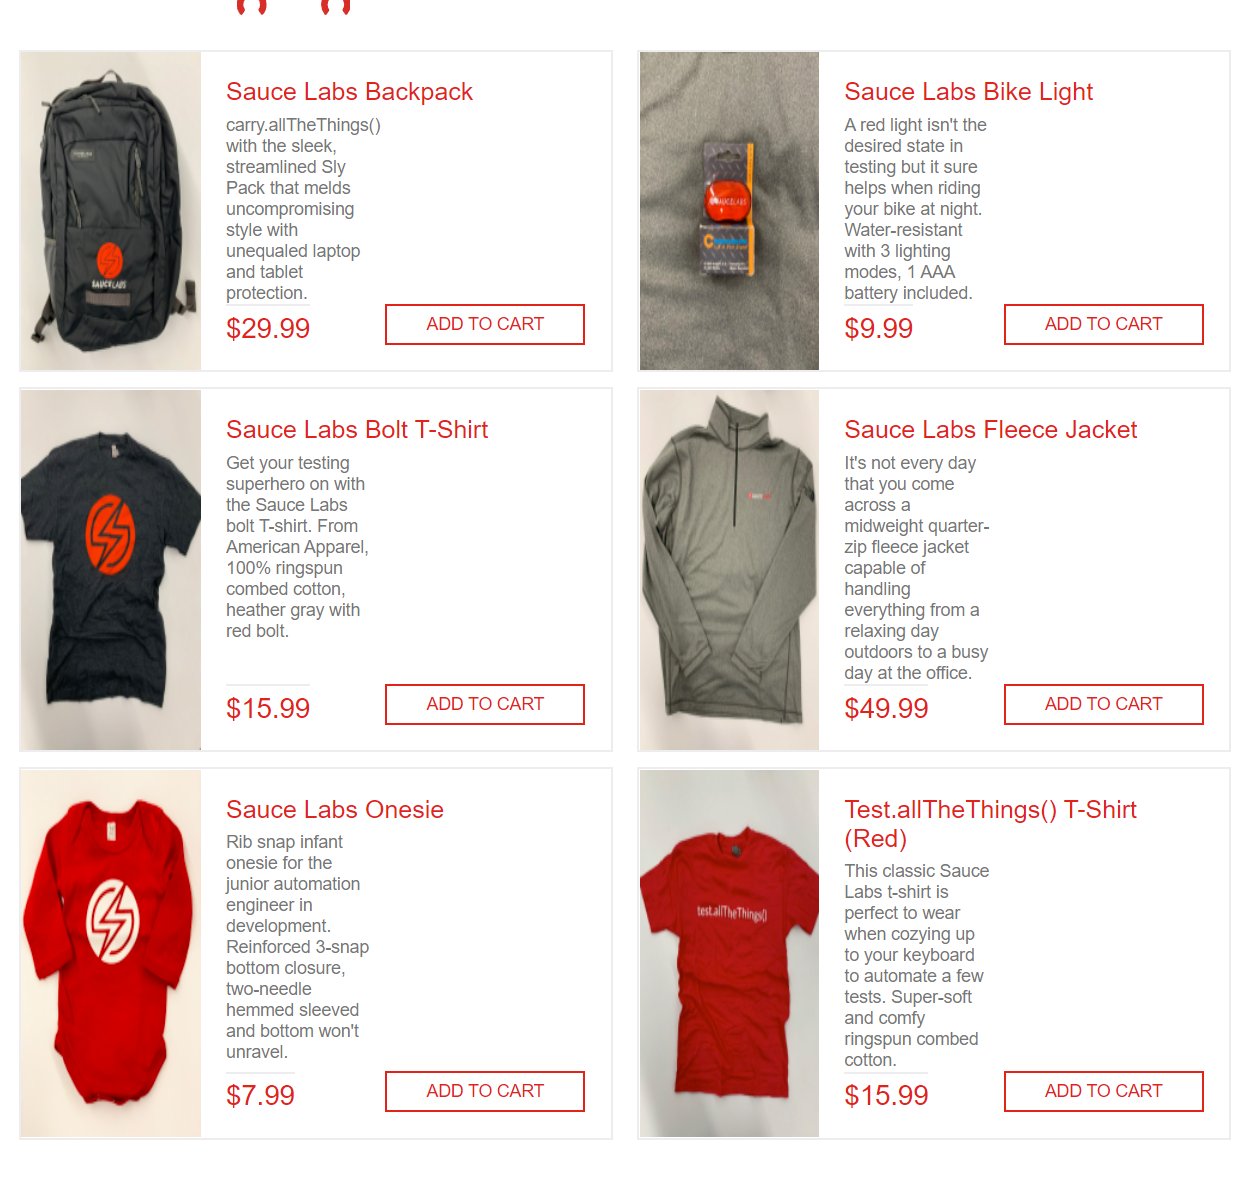 Sauce Labs Backpack
carry.allTheThings()
with the sleek,
streamlined Sly
Pack that melds
uncompromising
style with
unequaled laptop
and tablet
protection.
$29.99
ADD TO CART
SAUCE LABS
Sauce Labs Bike Light
A red light isn't the
desired state in
testing but it sure
helps when riding
your bike at night.
Water-resistant
with 3 lighting
modes, 1 AAA
battery included.
$9.99
ADD TO CART
SAUCELABS
Sauce Labs Bolt T-Shirt
Get your testing
superhero on with
the Sauce Labs
bolt T-shirt. From
American Apparel,
100% ringspun
combed cotton,
heather gray with
red bolt.
$15.99
ADD TO CART
Sauce Labs Fleece Jacket
It's not every day
that you come
across a
midweight quarter-
zip fleece jacket
capable of
handling
everything from a
relaxing day
outdoors to a busy
day at the office.
$49.99
ADD TO CART
Sauce Labs Onesie
Rib snap infant
onesie for the
junior automation
engineer in
development.
Reinforced 3-snap
bottom closure,
two-needle
hemmed sleeved
and bottom won't
unravel.
$7.99
ADD TO CART
Test.allTheThings() T-Shirt
(Red)
This classic Sauce
Labs t-shirt is
perfect to wear
when cozying up
to your keyboard
to automate a few
tests. Super-soft
and comfy
ringspun combed
cotton.
$15.99
ADD TO CART
test.allTheThings()